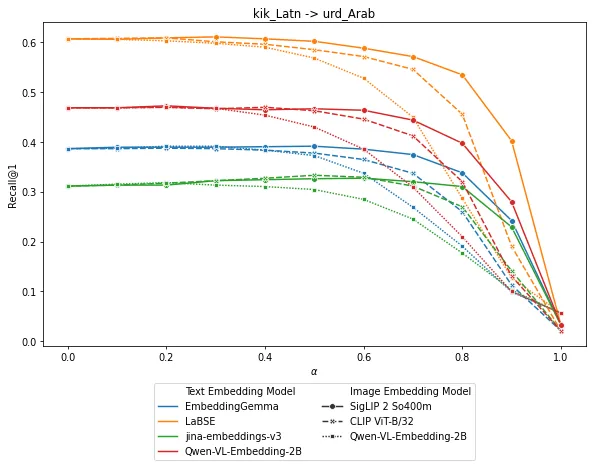 kik_Latn -> urd_Arab
Recall@1
0.6
0.5
0.4
0.3
0.2
0.1
0.0
0.0 0.2 0.4 0.6 0.8 1.0
α
Text Embedding Model Image Embedding Model
EmbeddingGemma SigLIP 2 So400m
LaBSE CLIP ViT-B/32
jina-embeddings-v3 Qwen-VL-Embedding-2B
Qwen-VL-Embedding-2B